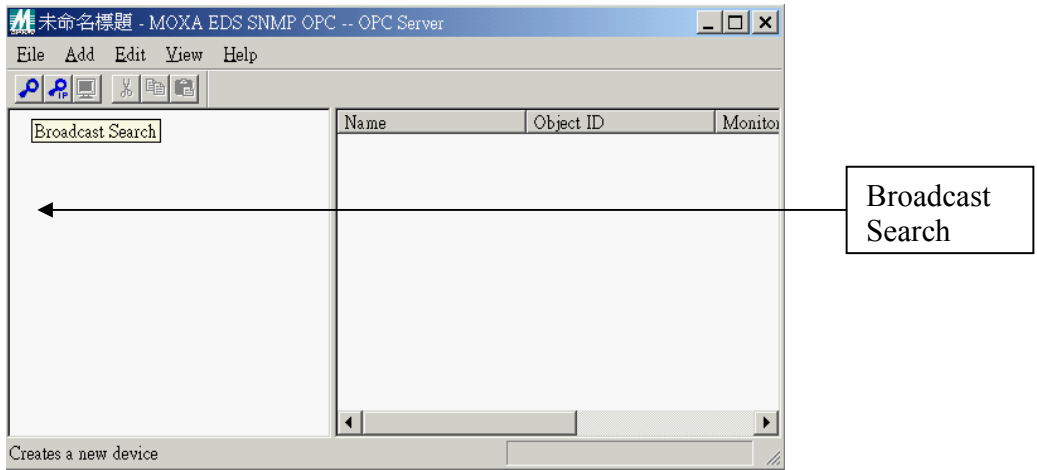 未命名標題 - MOXA EDS SNMP OPC -- OPC Server
File Add Edit View Help
IP
Broadcast Search
Name Object ID Monitor
Broadcast
Search
Creates a new device